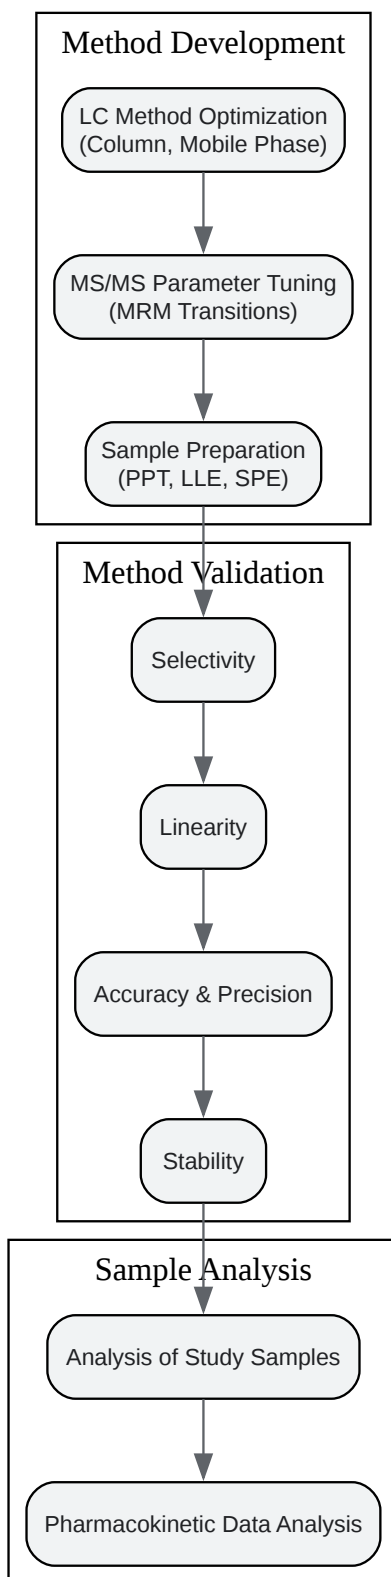 Method Development
LC Method Optimization
(Column, Mobile Phase)
MS/MS Parameter Tuning
(MRM Transitions)
Sample Preparation
(PPT, LLE, SPE)
Method Validation
Selectivity
Linearity
Accuracy & Precision
Stability
Sample Analysis
Analysis of Study Samples
Pharmacokinetic Data Analysis